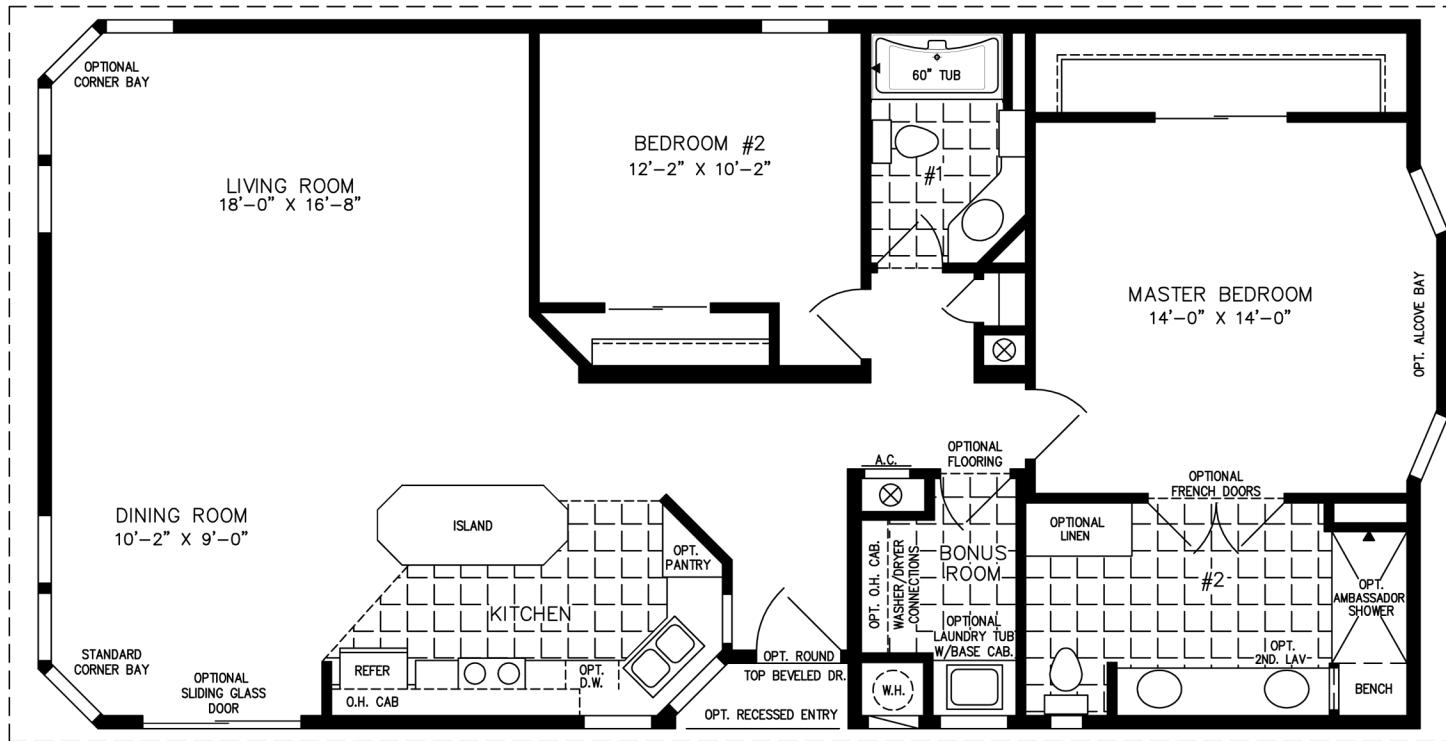 OPTIONAL
CORNER BAY
60” TUB
BEDROOM #2
12’-2” X 10’-2”
#1
LIVING ROOM
18’-0” X 16’-8”
MASTER BEDROOM
14’-0” X 14’-0”
OPT. ALCOVE BAY
A.C.
OPTIONAL
FLOORING
OPTIONAL
FRENCH DOORS
DINING ROOM
10’-2” X 9’-0”
ISLAND
OPT.
PANTRY
KITCHEN
OPT. O.H. CAB.
WASHER/DRYER
CONNECTIONS
BONUS
ROOM
OPTIONAL
LAUNDRY TUB
W/BASE CAB.
OPTIONAL
LINEN
#2
OPT.
AMBASSADOR
SHOWER
OPT.
2ND. LAV
BENCH
STANDARD
CORNER BAY
OPTIONAL
SLIDING GLASS
DOOR
REFER
O.H. CAB
OPT.
D.W.
OPT. ROUND
TOP BEVELED DR.
OPT. RECESSED ENTRY
W.H.